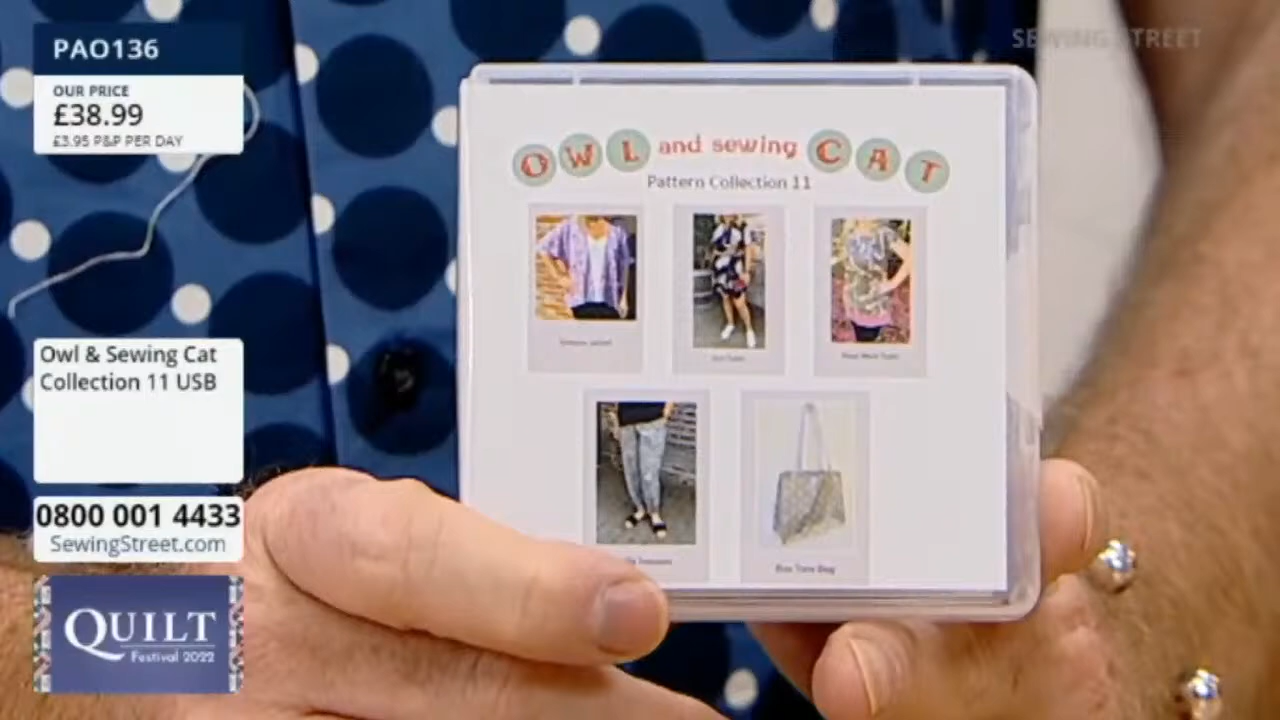 PAO136
OUR PRICE
£38.99
£3.95 P&P PER DAY
SEWING STREET
OWL and sewing CAT
Pattern Collection 11
Owl & Sewing Cat
Collection 11 USB
Bias Tote Bag
0800 001 4433
SewingStreet.com
QUILT
Festival 2022